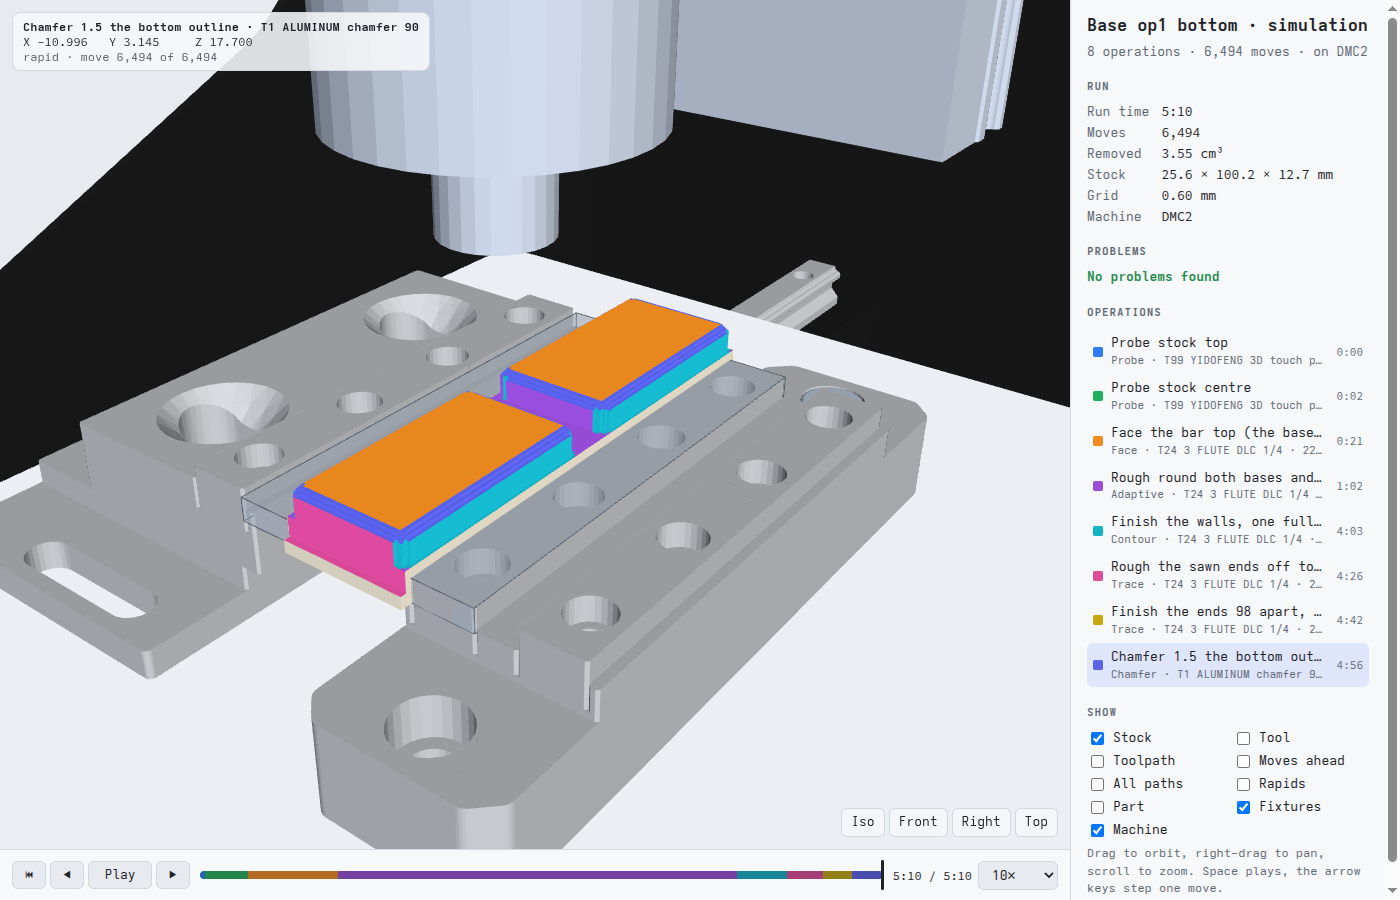 Chamfer 1.5 the bottom outline · T1 ALUMINUM chamfer 90
X -10.996 Y 3.145 Z 17.700
rapid · move 6,494 of 6,494
Iso Front Right Top
Play
5:10 / 5:10
10×
Base op1 bottom · simulation
8 operations · 6,494 moves · on DMC2
RUN
Run time 5:10
Moves 6,494
Removed 3.55 cm³
Stock 25.6 × 100.2 × 12.7 mm
Grid 0.60 mm
Machine DMC2
PROBLEMS
No problems found
OPERATIONS
Probe stock top
Probe · T99 YIDOFENG 3D touch p… 0:00
Probe stock centre
Probe · T99 YIDOFENG 3D touch p… 0:02
Face the bar top (the base…
Face · T24 3 FLUTE DLC 1/4 · 22… 0:21
Rough round both bases and…
Adaptive · T24 3 FLUTE DLC 1/4 … 1:02
Finish the walls, one full…
Contour · T24 3 FLUTE DLC 1/4 ·… 4:03
Rough the sawn ends off to…
Trace · T24 3 FLUTE DLC 1/4 · 2… 4:26
Finish the ends 98 apart, …
Trace · T24 3 FLUTE DLC 1/4 · 2… 4:42
Chamfer 1.5 the bottom out…
Chamfer · T1 ALUMINUM chamfer 9… 4:56
SHOW
Stock Tool
Toolpath Moves ahead
All paths Rapids
Part Fixtures
Machine
Drag to orbit, right-drag to pan,
scroll to zoom. Space plays, the arrow
keys step one move.